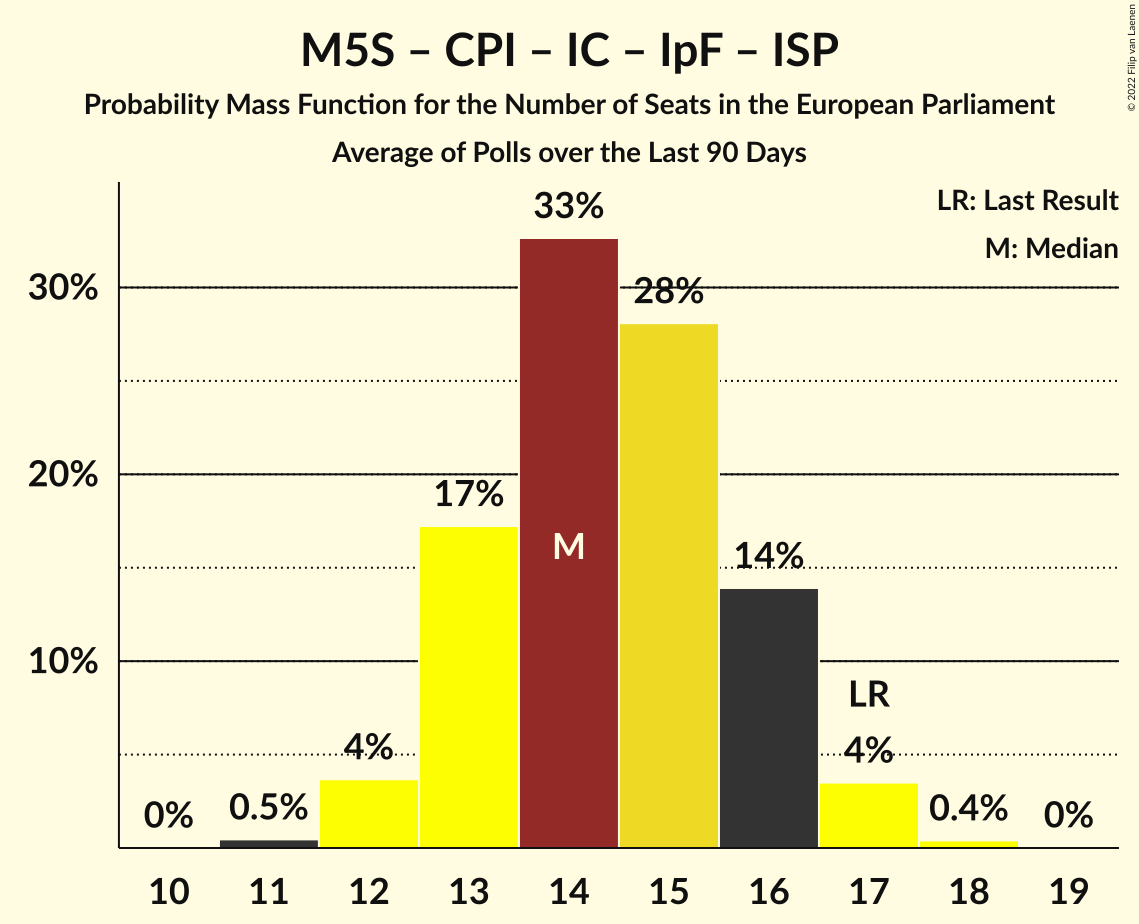 M5S – CPI – IC – IpF – ISP
Probability Mass Function for the Number of Seats in the European Parliament
Average of Polls over the Last 90 Days
© 2022 Filip van Laenen
LR: Last Result
M: Median
33%
30%
28%
20%
17%
M
14%
10%
LR
4%
4%
0%
0.5%
0.4%
0%
10 11 12 13 14 15 16 17 18 19